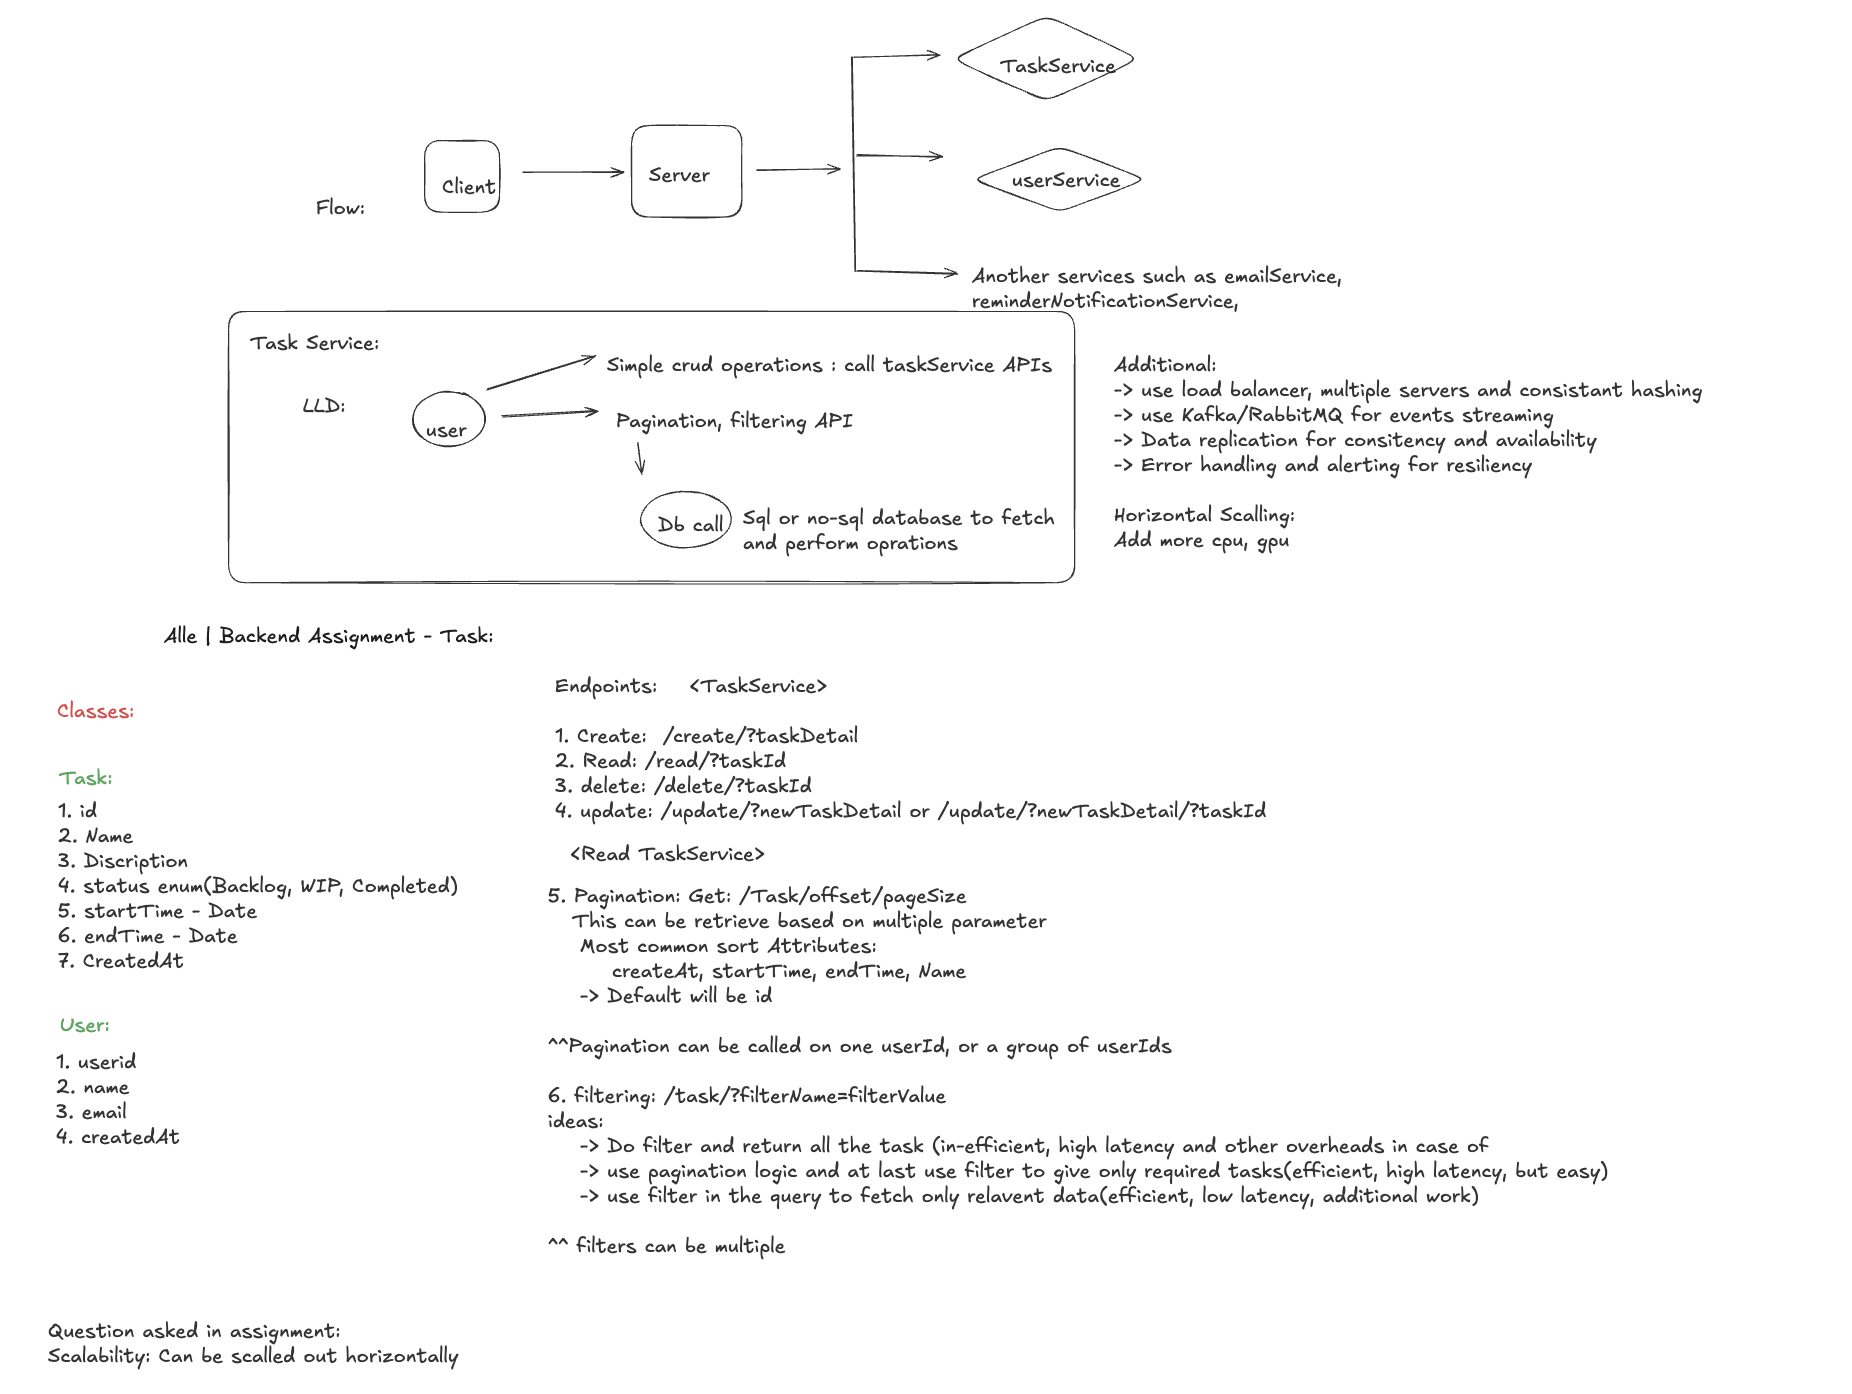 TaskService
Client
Server
userService
Flow:
Another services such as emailService,
reminderNotificationService,
Task Service:
Simple crud operations : call taskService APIs
LLD:
user
Pagination, filtering API
Db call
Sql or no-sql database to fetch
and perform oprations
Additional:
-> use load balancer, multiple servers and consistant hashing
-> use Kafka/RabbitMQ for events streaming
-> Data replication for consitency and availability
-> Error handling and alerting for resiliency
Horizontal Scalling:
Add more cpu, gpu
Alle | Backend Assignment - Task:
Classes:
Task:
1. id
2. Name
3. Discription
4. status enum(Backlog, WIP, Completed)
5. startTime - Date
6. endTime - Date
7. CreatedAt
User:
1. userid
2. name
3. email
4. createdAt
Endpoints: <TaskService>
1. Create: /create/?taskDetail
2. Read: /read/?taskId
3. delete: /delete/?taskId
4. update: /update/?newTaskDetail or /update/?newTaskDetail/?taskId
<Read TaskService>
5. Pagination: Get: /Task/offset/pageSize
This can be retrieve based on multiple parameter
Most common sort Attributes:
createAt, startTime, endTime, Name
-> Default will be id
^^Pagination can be called on one userId, or a group of userIds
6. filtering: /task/?filterName=filterValue
ideas:
-> Do filter and return all the task (in-efficient, high latency and other overheads in case of
-> use pagination logic and at last use filter to give only required tasks(efficient, high latency, but easy)
-> use filter in the query to fetch only relavent data(efficient, low latency, additional work)
^^ filters can be multiple
Question asked in assignment:
Scalability: Can be scalled out horizontally